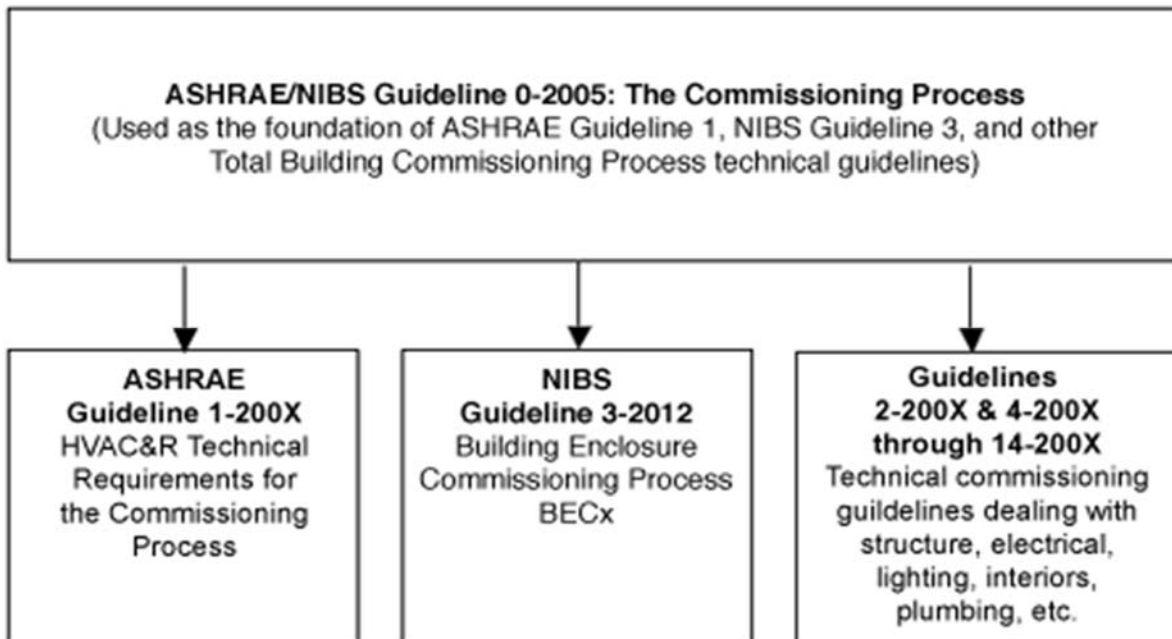 ASHRAE/NIBS Guideline 0-2005: The Commissioning Process
(Used as the foundation of ASHRAE Guideline 1, NIBS Guideline 3, and other
Total Building Commissioning Process technical guidelines)
ASHRAE
Guideline 1-200X
HVAC&R Technical
Requirements for
the Commissioning
Process
NIBS
Guideline 3-2012
Building Enclosure
Commissioning Process
BECx
Guidelines
2-200X & 4-200X
through 14-200X
Technical commissioning
guildelines dealing with
structure, electrical,
lighting, interiors,
plumbing, etc.